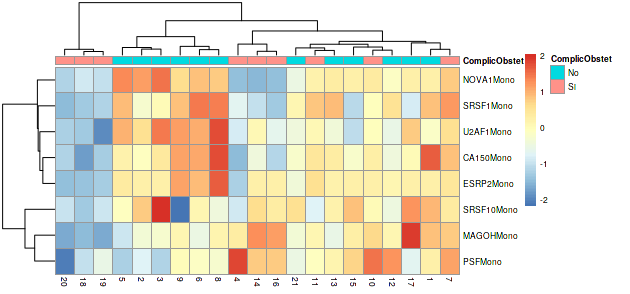 ComplicObstet
NOVA1Mono
SRSF1Mono
U2AF1Mono
CA150Mono
ESRP2Mono
SRSF10Mono
MAGOHMono
PSFMono
20 18 19 5 2 3 9 6 8 4 14 16 21 11 13 15 10 12 17 1 7
2
1
0
-1
-2
ComplicObstet
No
SI